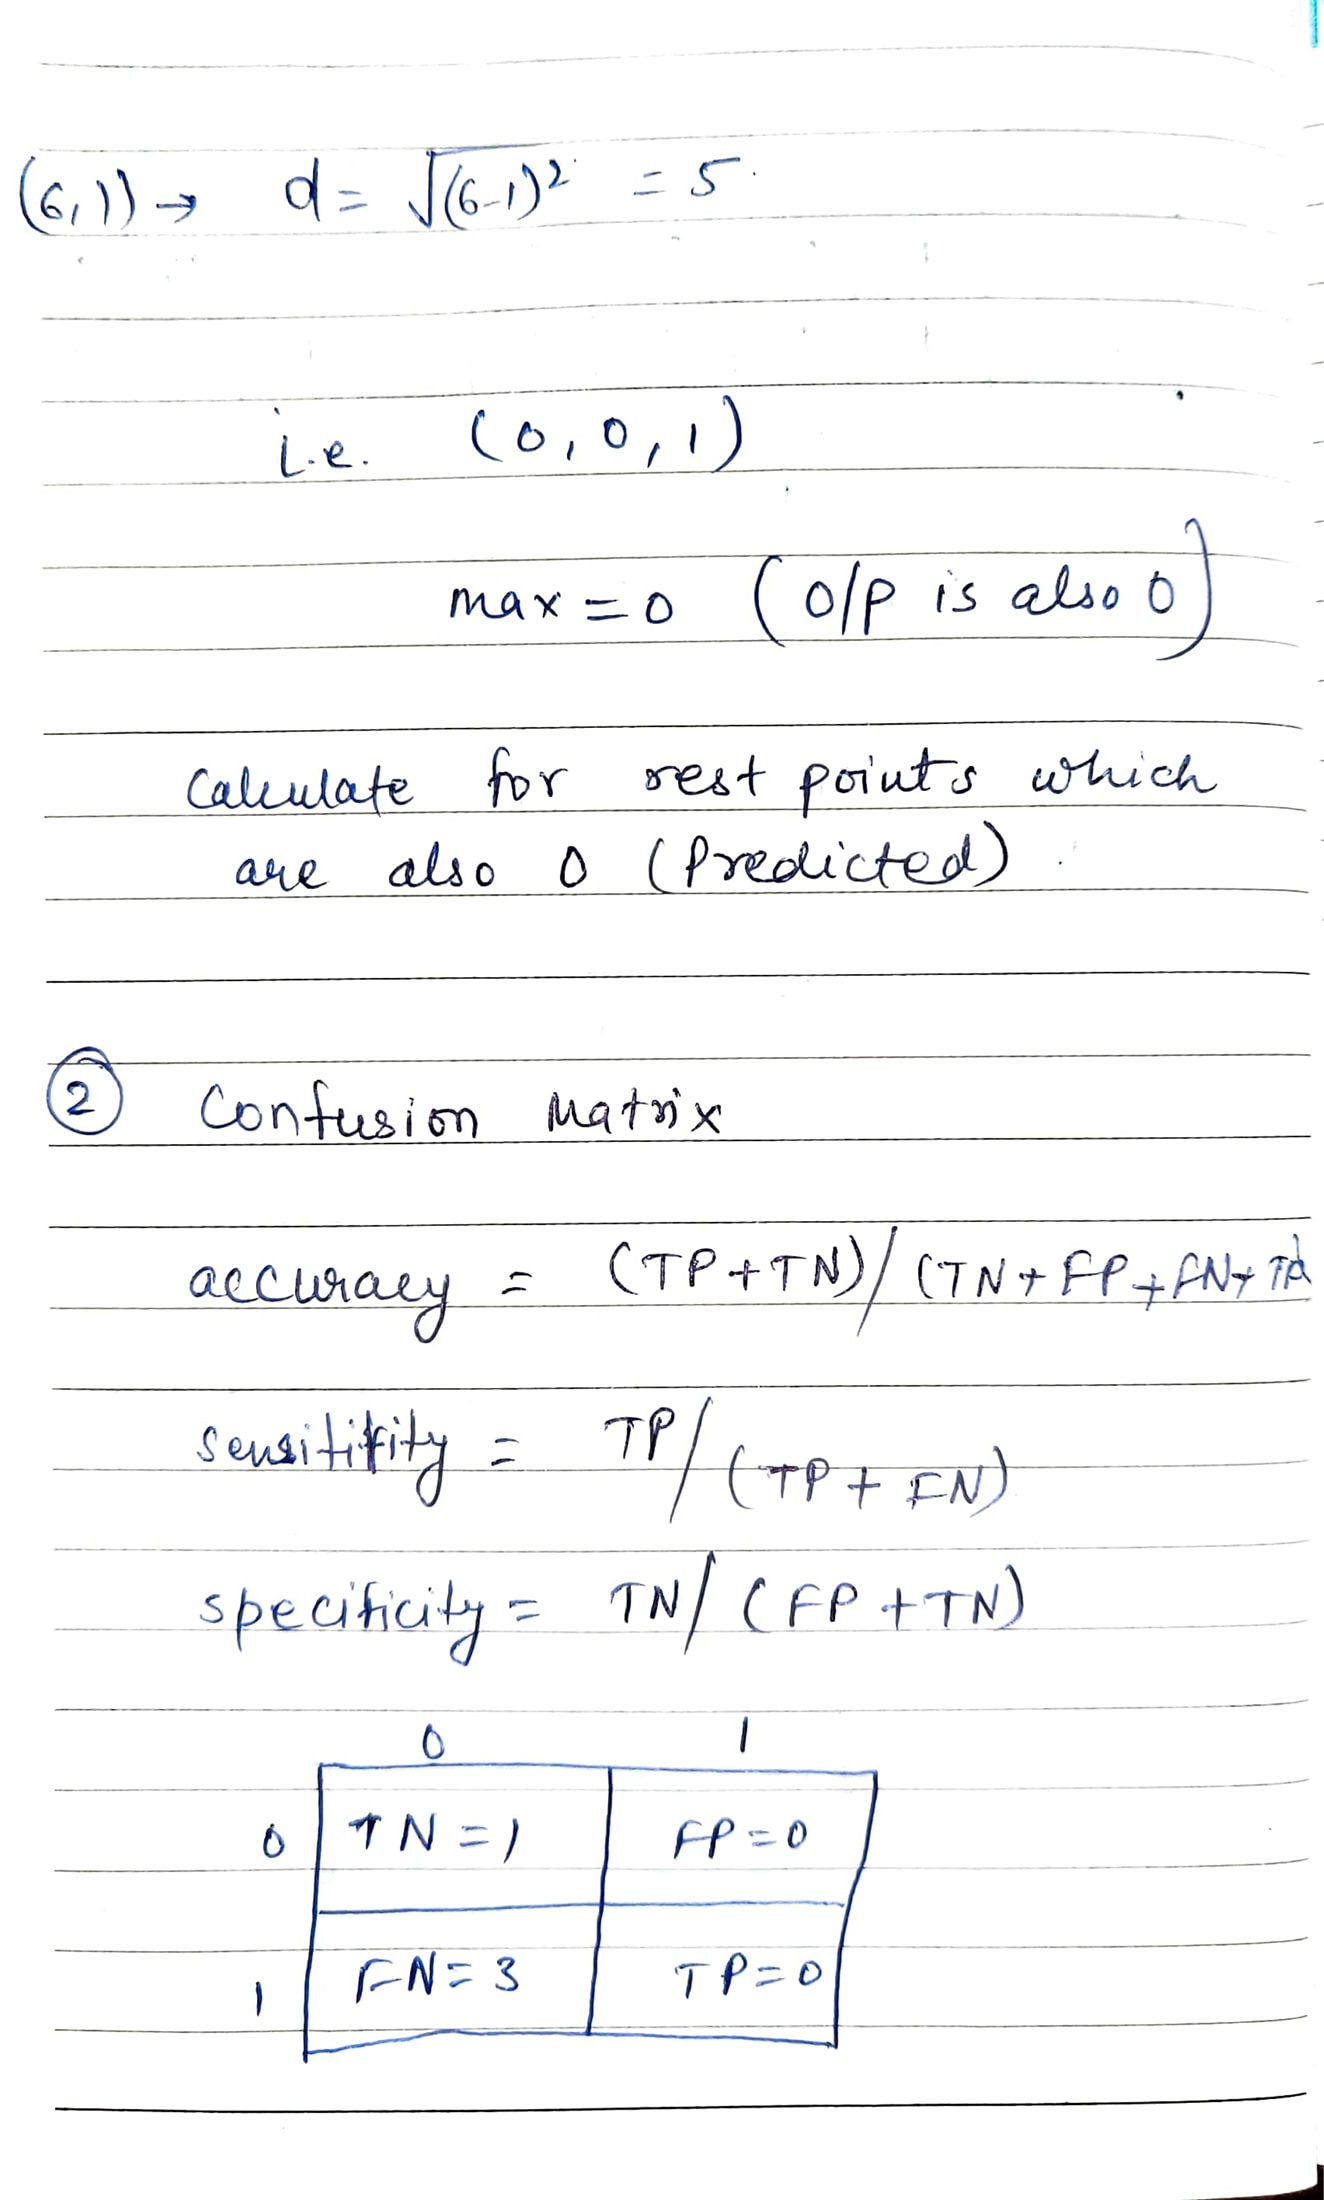 (6,1) → d = √(6-1)² = 5.
i.e. (0,0,1)
max = 0 (O/P is also 0)
Calculate for rest points which
are also 0 (Predicted).
② Confusion Matrix
accuracy = (TP+TN)/(TN+FP+FN+TP)
sensitivity = TP/(TP+FN)
specificity = TN/(FP+TN)
0 1
0 TN=1 FP=0
1 FN=3 TP=0